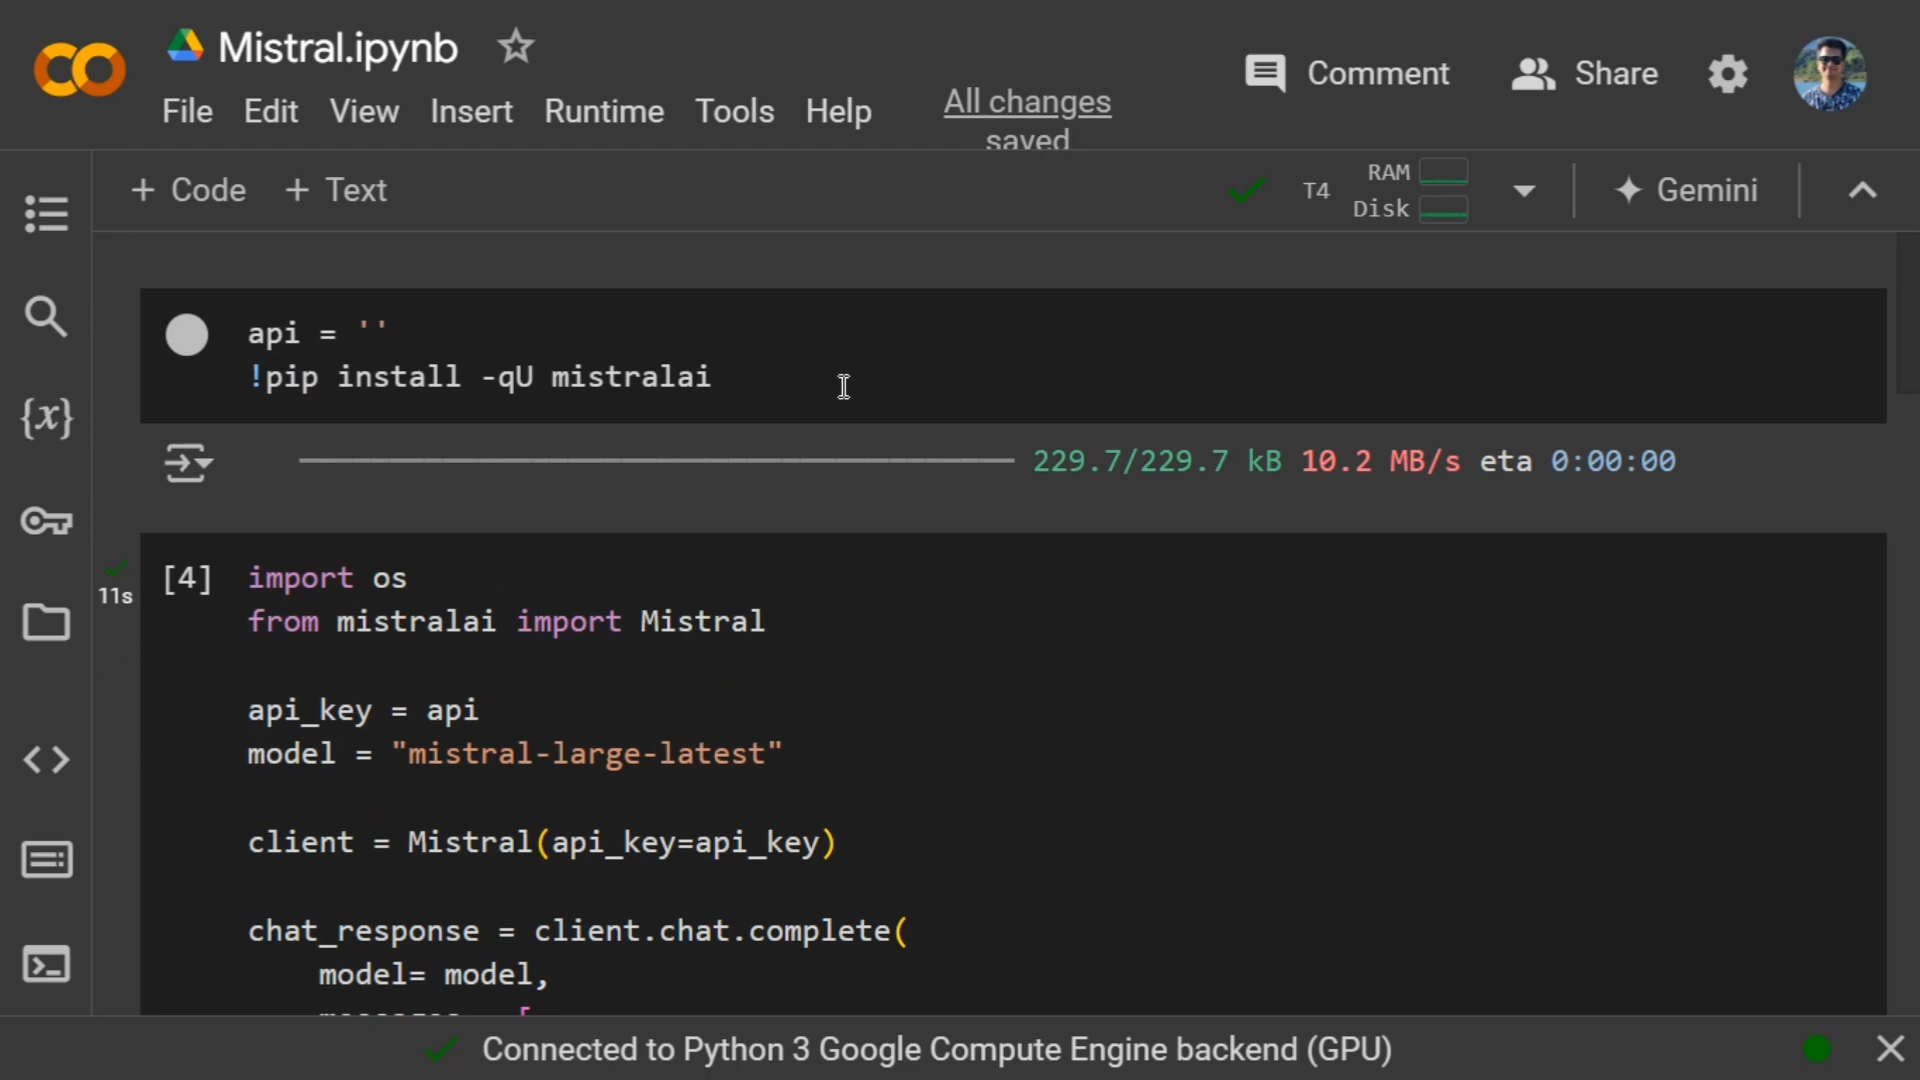 Mistral.ipynb
Comment
Share
File Edit View Insert Runtime Tools Help
All changes
saved
+ Code + Text
T4
RAM
Disk
Gemini
api = ''
!pip install -qU mistralai
229.7/229.7 kB 10.2 MB/s eta 0:00:00
11s
[4]
import os
from mistralai import Mistral
api_key = api
model = "mistral-large-latest"
client = Mistral(api_key=api_key)
chat_response = client.chat.complete(
model= model,
{x}
Connected to Python 3 Google Compute Engine backend (GPU)